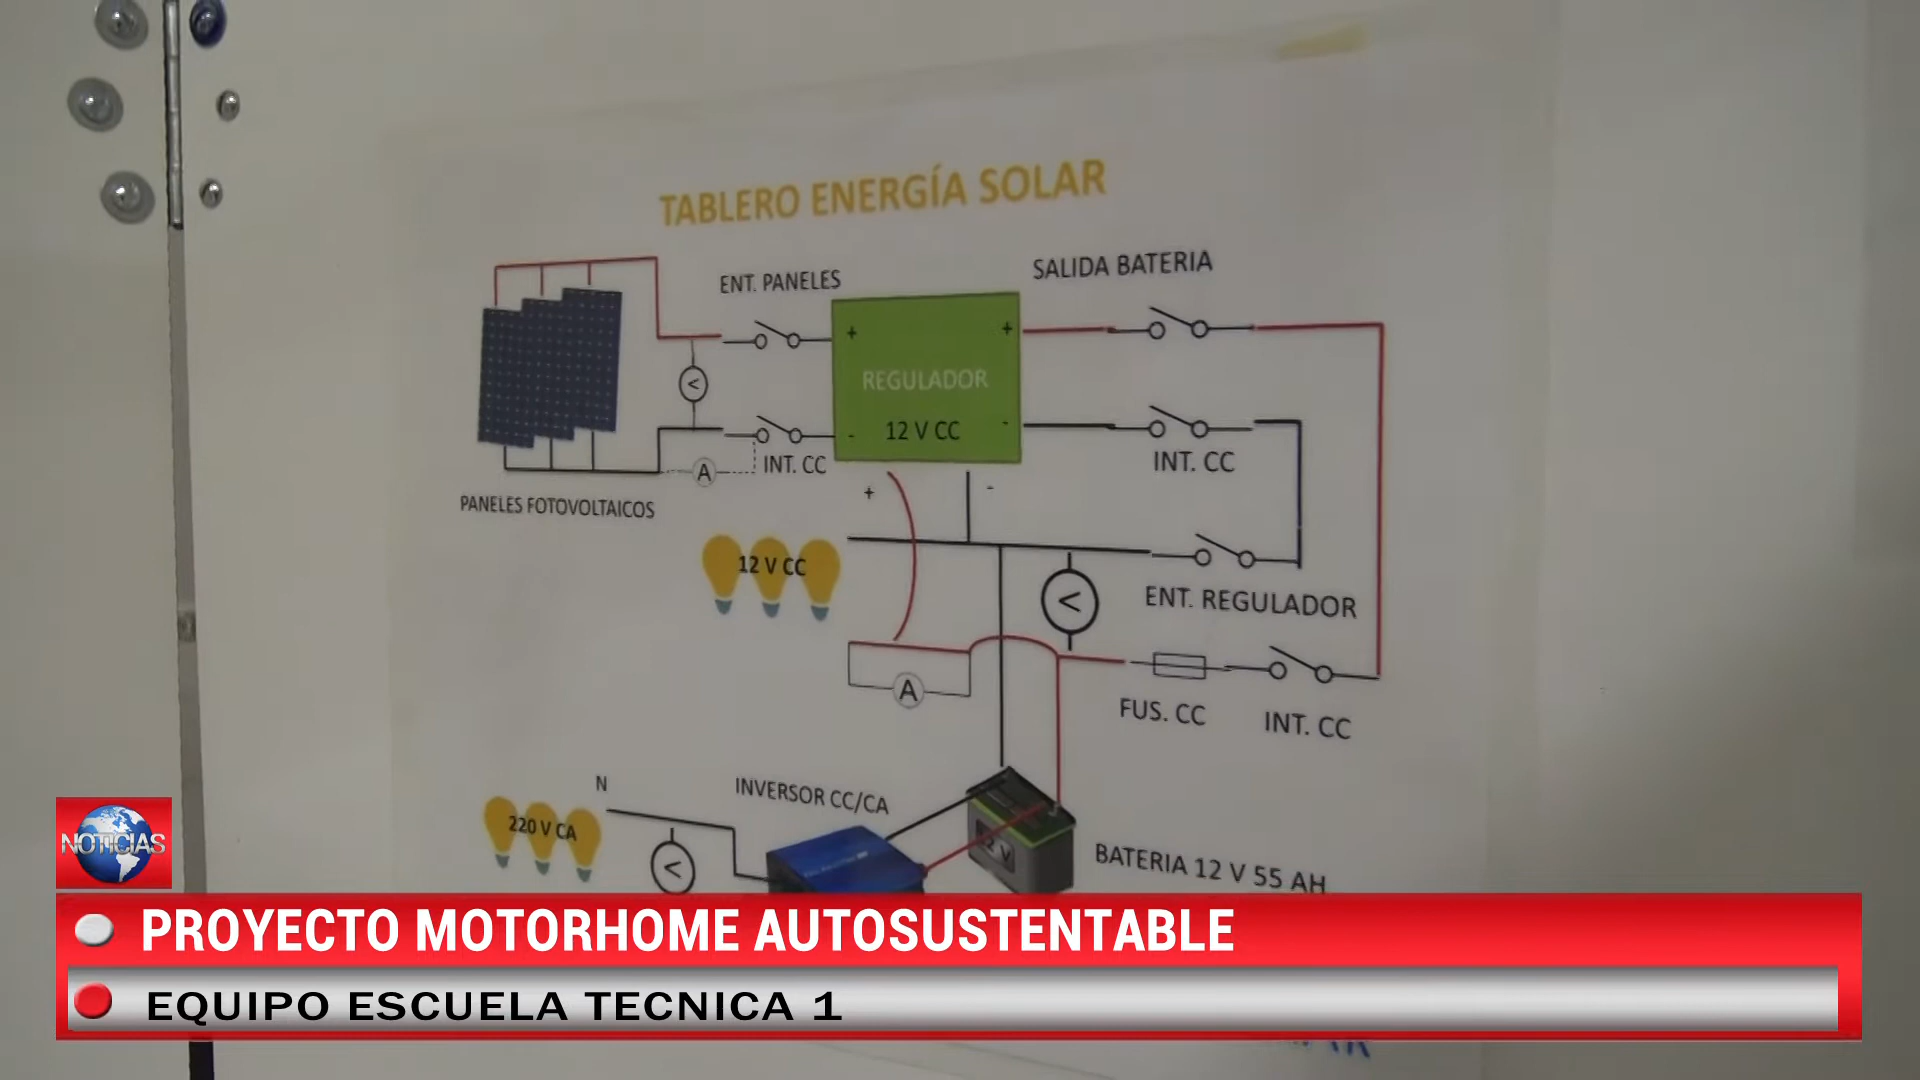 TABLERO ENERGÍA SOLAR
ENT. PANELES
SALIDA BATERIA
+
+
REGULADOR
12 V CC
-
-
A
INT. CC
INT. CC
PANELES FOTOVOLTAICOS
+
-
12 V CC
ENT. REGULADOR
A
FUS. CC
INT. CC
N
INVERSOR CC/CA
220 V CA
BATERIA 12 V 55 AH
NOTICIAS
PROYECTO MOTORHOME AUTOSUSTENTABLE
EQUIPO ESCUELA TECNICA 1